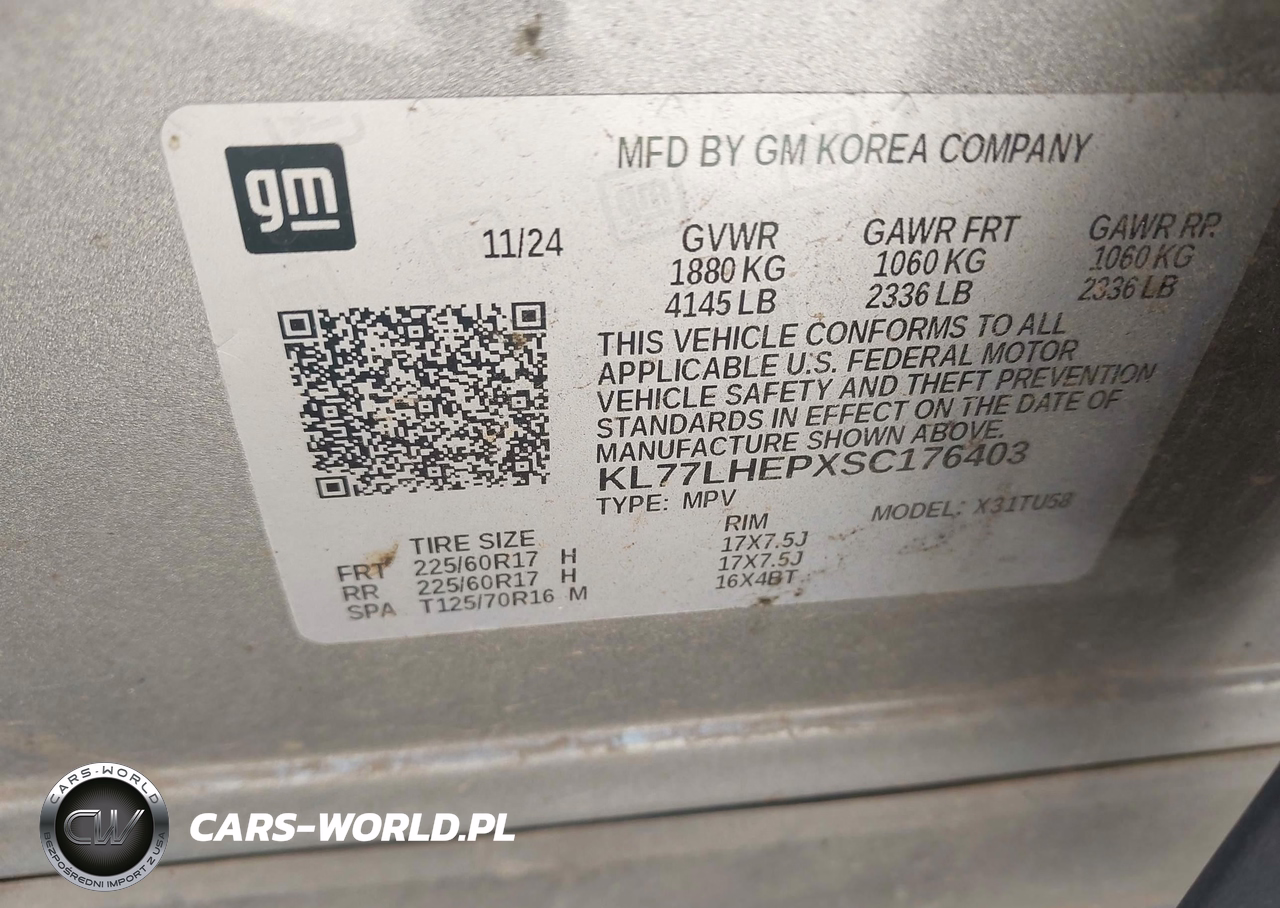 gm
MFD BY GM KOREA COMPANY
11/24
GVWR GAWR FRT GAWR RR.
1880 KG 1060 KG 1060 KG
4145 LB 2336 LB 2336 LB
THIS VEHICLE CONFORMS TO ALL
APPLICABLE U.S. FEDERAL MOTOR
VEHICLE SAFETY AND THEFT PREVENTION
STANDARDS IN EFFECT ON THE DATE OF
MANUFACTURE SHOWN ABOVE.
KL77LHEPXSC176403
TYPE: MPV MODEL: X31TU58
TIRE SIZE RIM
FRT 225/60R17 H 17X7.5J
RR 225/60R17 H 17X7.5J
SPA T125/70R16 M 16X4BT
CARS-WORLD
CW
BEZPOŚREDNI IMPORT Z USA
CARS-WORLD.PL